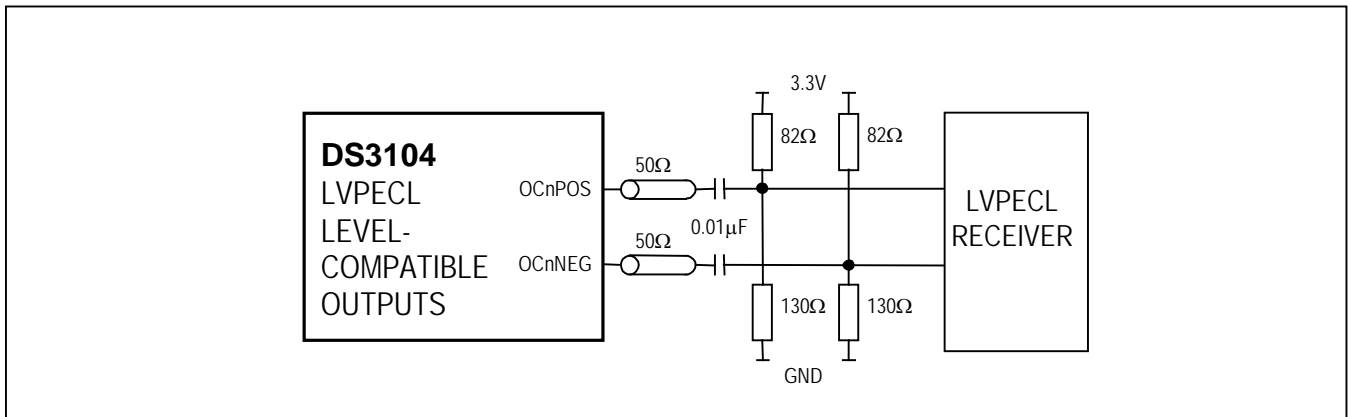 3.3V
82Ω
82Ω
DS3104
LVPECL
LEVEL-
COMPATIBLE
OUTPUTS
OCnPOS
OCnNEG
50Ω
0.01μF
50Ω
LVPECL
RECEIVER
130Ω
130Ω
GND